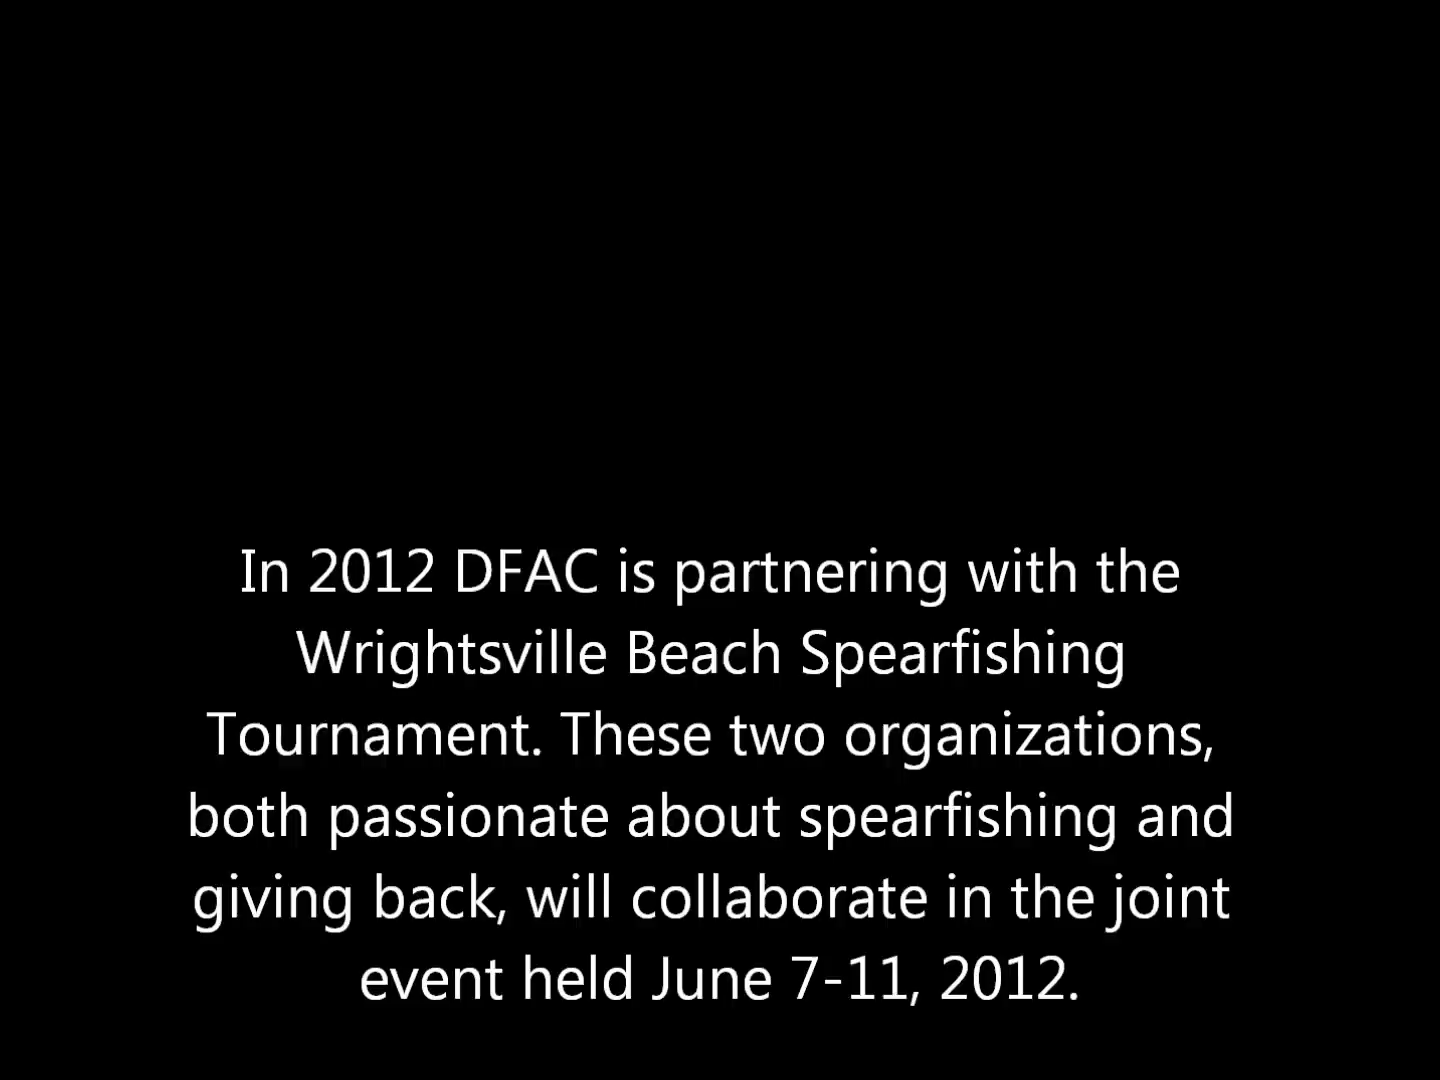 In 2012 DFAC is partnering with the
Wrightsville Beach Spearfishing
Tournament. These two organizations,
both passionate about spearfishing and
giving back, will collaborate in the joint
event held June 7-11, 2012.